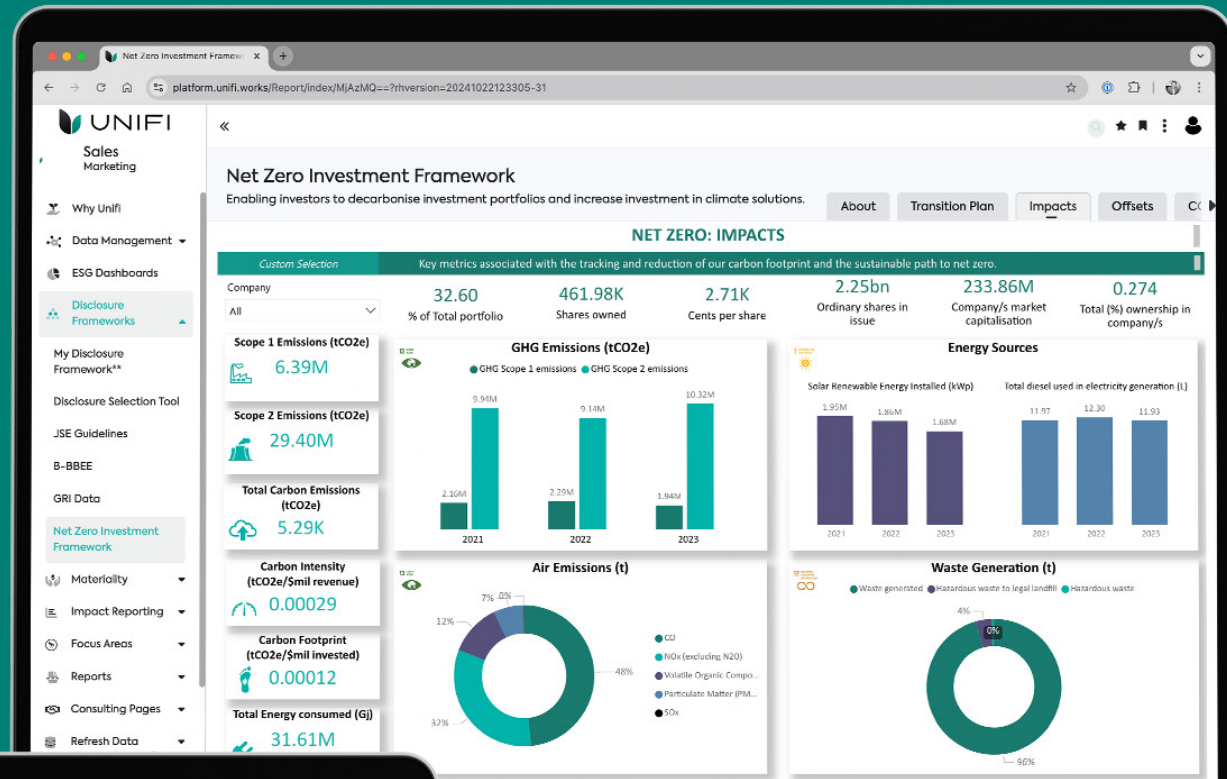 Net Zero Investment Framew
platform.unifi.works/Report/index/MjAzMQ==?rhversion=20241022123305-31
UNIFI
Sales
Marketing
Why Unifi
Data Management
ESG Dashboards
Disclosure
Frameworks
My Disclosure
Framework**
Disclosure Selection Tool
JSE Guidelines
B-BBEE
GRI Data
Net Zero Investment
Framework
Materiality
Impact Reporting
Focus Areas
Reports
Consulting Pages
Refresh Data
Net Zero Investment Framework
Enabling investors to decarbonise investment portfolios and increase investment in climate solutions.
About
Transition Plan
Impacts
Offsets
NET ZERO: IMPACTS
Custom Selection
Key metrics associated with the tracking and reduction of our carbon footprint and the sustainable path to net zero.
Company
All
32.60
% of Total portfolio
461.98K
Shares owned
2.71K
Cents per share
2.25bn
Ordinary shares in
issue
233.86M
Company/s market
capitalisation
0.274
Total (%) ownership in
company/s
Scope 1 Emissions (tCO2e)
6.39M
Scope 2 Emissions (tCO2e)
29.40M
Total Carbon Emissions
(tCO2e)
5.29K
Carbon Intensity
(tCO2e/$mil revenue)
0.00029
Carbon Footprint
(tCO2e/$mil invested)
0.00012
Total Energy consumed (Gj)
31.61M
GHG Emissions (tCO2e)
GHG Scope 1 emissions GHG Scope 2 emissions
2.16M
9.94M
2.29M
9.14M
1.94M
10.32M
2021
2022
2023
Energy Sources
Solar Renewable Energy Installed (kWp)
1.95M
1.86M
1.68M
2021
2022
2023
Total diesel used in electricity generation (L)
11.97
12.30
11.93
2021
2022
2023
Air Emissions (t)
7%
0%
12%
48%
32%
CO
NOx (excluding N2O)
Volatile Organic Compo...
Particulate Matter (PM...
SOx
Waste Generation (t)
Waste generated Hazardous waste to legal landfill Hazardous waste
4%
0%
96%